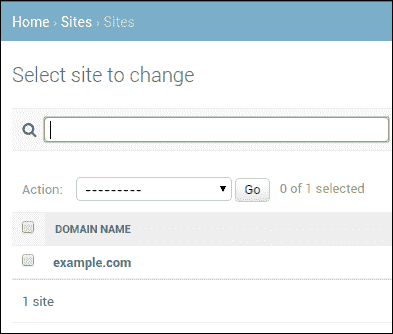 Home › Sites › Sites
Select site to change
Action: --------- Go 0 of 1 selected
DOMAIN NAME
example.com
1 site